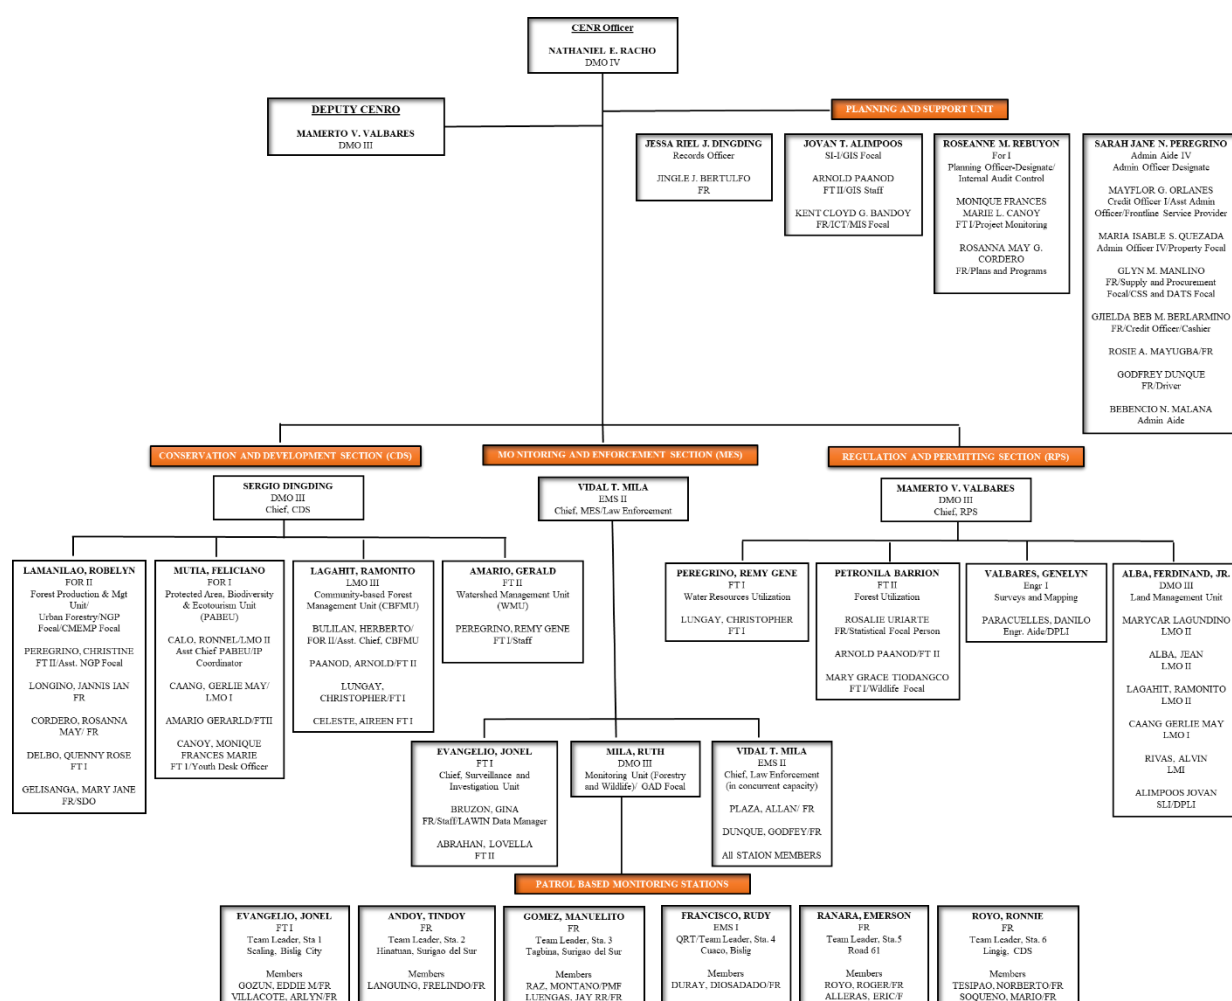 CENR Officer
NATHANIEL E. RACHO
DMO IV
DEPUTY CENRO
MAMERTO V. VALBARES
DMO III
PLANNING AND SUPPORT UNIT
JESSA RIEL J. DINGDING
Records Officer
JINGLE J. BERTULFO
FR
JOVAN T. ALIMPOOS
SI-I/GIS Focal
ARNOLD PAANOD
FT II/GIS Staff
KENT CLOYD G. BANDOY
FR/ICT/MIS Focal
ROSEANNE M. REBUYON
For I
Planning Officer-Designate/
Internal Audit Control
MONIQUE FRANCES
MARIE L. CANOY
FT I/Project Monitoring
ROSANNA MAY G.
CORDERO
FR/Plans and Programs
SARAH JANE N. PEREGRINO
Admin Aide IV
Admin Officer Designate
MAYFLOR G. ORLANES
Credit Officer I/Asst Admin
Officer/Frontline Service Provider
MARIA ISABLE S. QUEZADA
Admin Officer IV/Property Focal
GLYN M. MANLINO
FR/Supply and Procurement
Focal/CSS and DATS Focal
GJIELDA BEB M. BERLARMINO
FR/Credit Officer/Cashier
ROSIE A. MAYUGBA/FR
GODFREY DUNQUE
FR/Driver
BEBENCIO N. MALANA
Admin Aide
CONSERVATION AND DEVELOPMENT SECTION (CDS)
MONITORING AND ENFORCEMENT SECTION (MES)
REGULATION AND PERMITTING SECTION (RPS)
SERGIO DINGDING
DMO III
Chief, CDS
VIDAL T. MILA
EMS II
Chief, MES/Law Enforcement
MAMERTO V. VALBARES
DMO III
Chief, RPS
LAMANILAO, ROBELYN
FOR II
Forest Production & Mgt
Unit/
Urban Forestry/NGP
Focal/CMEMP Focal
PEREGRINO, CHRISTINE
FT II/Asst. NGP Focal
LONGINO, JANNIS IAN
FR
CORDERO, ROSANNA
MAY/ FR
DELBO, QUENNY ROSE
FT I
GELISANGA, MARY JANE
FR/SDO
MUTIA, FELICIANO
FOR I
Protected Area, Biodiversity
& Ecotourism Unit
(PABEU)
CALO, RONNEL/LMO II
Asst Chief PABEU/IP
Coordinator
CAANG, GERLIE MAY/
LMO I
AMARIO GERARLD/FTII
CANOY, MONIQUE
FRANCES MARIE
FT I/Youth Desk Officer
LAGAHIT, RAMONITO
LMO III
Community-based Forest
Management Unit (CBFMU)
BULILAN, HERBERTO/
FOR II/Asst. Chief, CBFMU
PAANOD, ARNOLD/FT II
LUNGAY,
CHRISTOPHER/FT I
CELESTE, AIREEN FT I
AMARIO, GERALD
FT II
Watershed Management Unit
(WMU)
PEREGRINO, REMY GENE
FT I/Staff
PEREGRINO, REMY GENE
FT I
Water Resources Utilization
LUNGAY, CHRISTOPHER
FT I
PETRONILA BARRION
FT II
Forest Utilization
ROSALIE URIARTE
FR/Statistical Focal Person
ARNOLD PAANOD/FT II
MARY GRACE TIODANGCO
FT I/Wildlife Focal
VALBARES, GENELYN
Engr I
Surveys and Mapping
PARACUELLES, DANILO
Engr. Aide/DPLI
ALBA, FERDINAND, JR.
DMO III
Land Management Unit
MARYCAR LAGUNDINO
LMO II
ALBA, JEAN
LMO II
LAGAHIT, RAMONITO
LMO II
CAANG GERLIE MAY
LMO I
RIVAS, ALVIN
LMI
ALIMPOOS JOVAN
SLI/DPLI
EVANGELIO, JONEL
FT I
Chief, Surveillance and
Investigation Unit
BRUZON, GINA
FR/Staff/LAWIN Data Manager
ABRAHAN, LOVELLA
FT II
MILA, RUTH
DMO III
Monitoring Unit (Forestry
and Wildlife)/ GAD Focal
VIDAL T. MILA
EMS II
Chief, Law Enforcement
(in concurrent capacity)
PLAZA, ALLAN/ FR
DUNQUE, GODFEY/FR
All STAION MEMBERS
PATROL BASED MONITORING STATIONS
EVANGELIO, JONEL
FT I
Team Leader, Sta 1
Sealing, Bislig City
Members
GOZUN, EDDIE M/FR
VILLACOTE, ARLYN/FR
ANDOY, TINDOY
FR
Team Leader, Sta. 2
Hinatuan, Surigao del Sur
Members
LANGUING, FRELINDO/FR
GOMEZ, MANUELITO
FR
Team Leader, Sta. 3
Tagbina, Surigao del Sur
Members
RAZ, MONTANO/PMF
LUENGAS, JAY RR/FR
FRANCISCO, RUDY
EMS I
QRT/Team Leader, Sta. 4
Cuaco, Bislig
Members
DURAY, DIOSADADO/FR
RANARA, EMERSON
FR
Team Leader, Sta.5
Road 61
Members
ROYO, ROGER/FR
ALLERAS, ERIC/F
ROYO, RONNIE
FR
Team Leader, Sta. 6
Lingig, CDS
Members
TESIPAO, NORBERTO/FR
SOQUENO, MARIO/FR